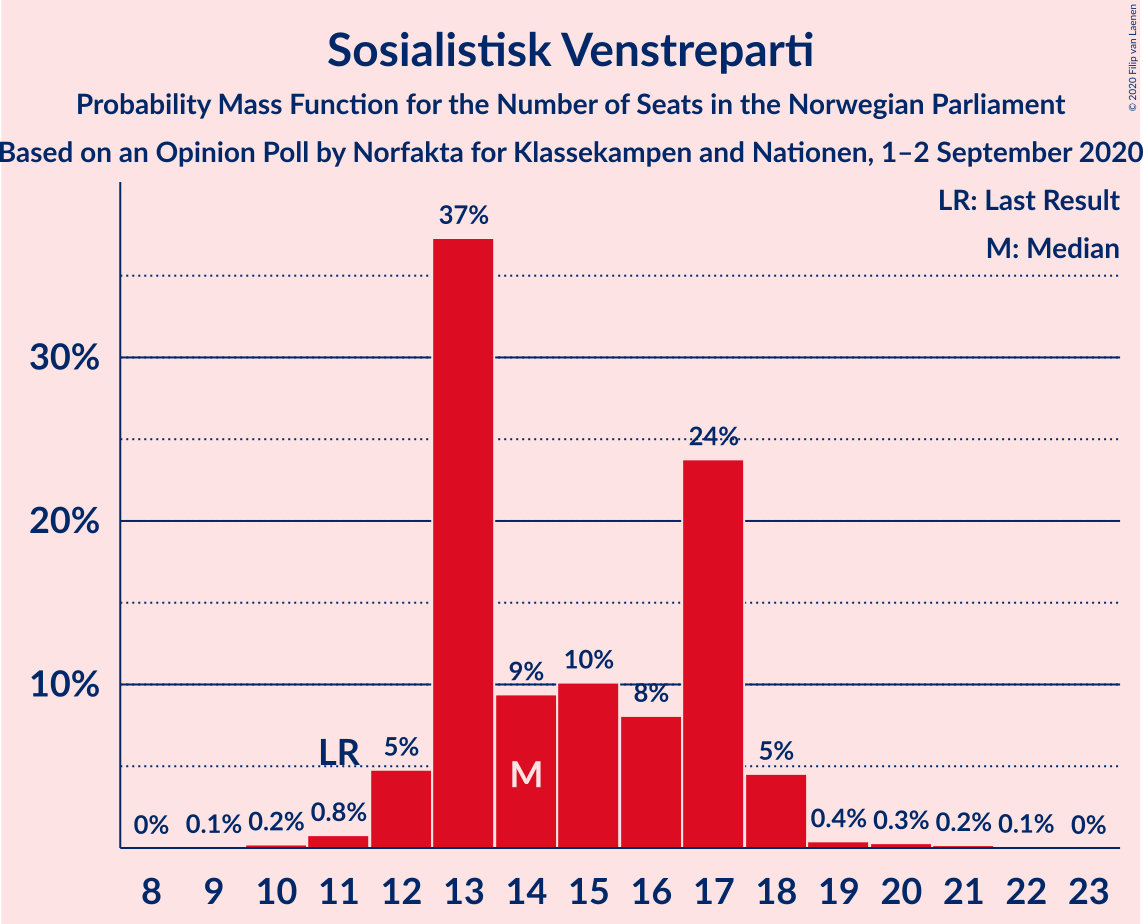 Sosialistisk Venstreparti
Probability Mass Function for the Number of Seats in the Norwegian Parliament
Based on an Opinion Poll by Norfakta for Klassekampen and Nationen, 1–2 September 2020
© 2020 Filip van Laenen
LR: Last Result
M: Median
37%
30%
24%
20%
10%
9%
10%
8%
LR
5%
M
5%
0%
0.1%
0.2%
0.8%
0.4%
0.3%
0.2%
0.1%
0%
8 9 10 11 12 13 14 15 16 17 18 19 20 21 22 23